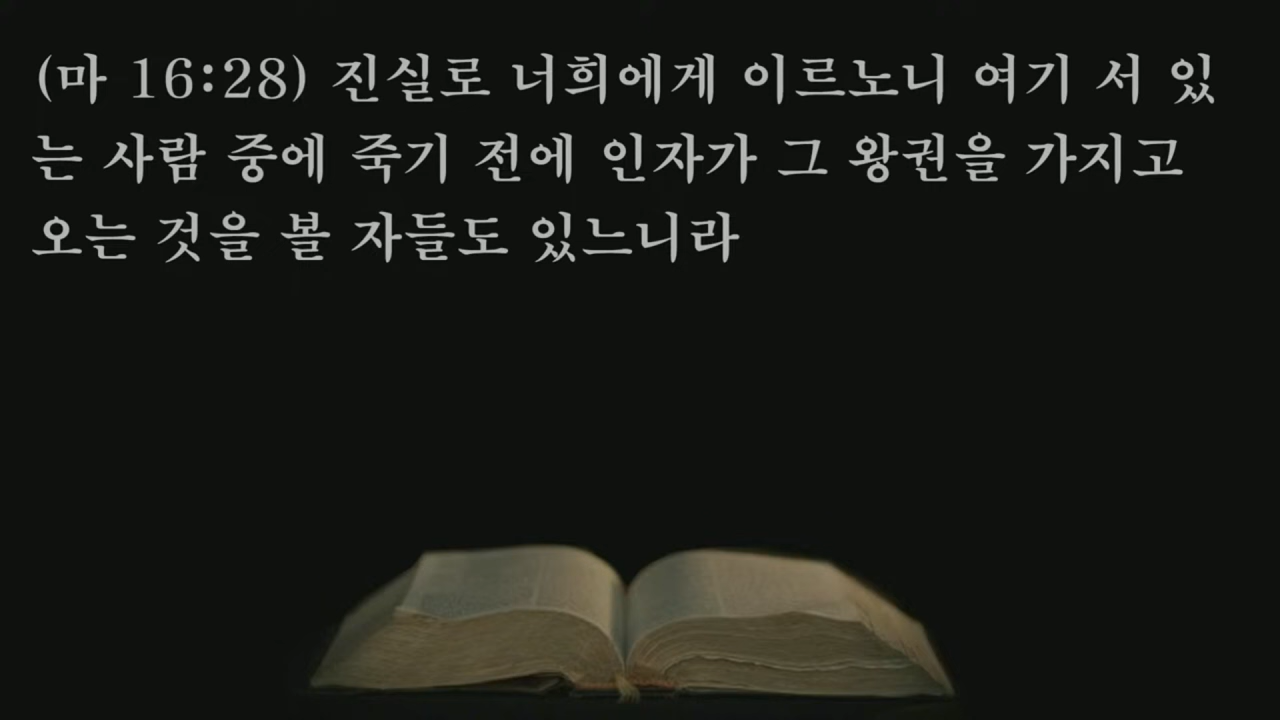 (마 16:28) 진실로 너희에게 이르노니 여기 서 있
는 사람 중에 죽기 전에 인자가 그 왕권을 가지고
오는 것을 볼 자들도 있느니라